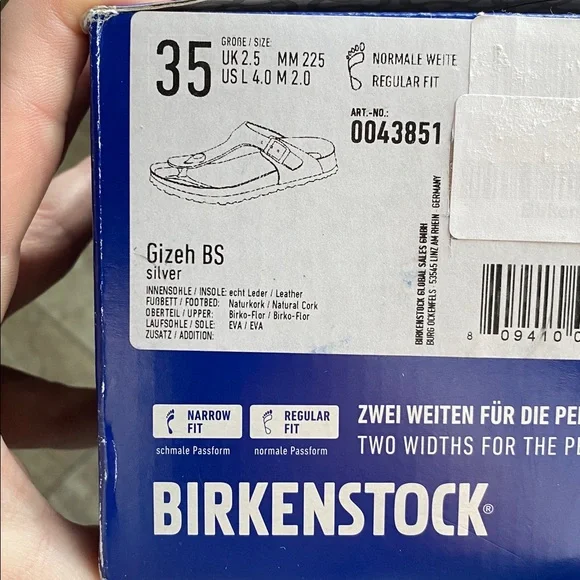 35
GRÖßE / SIZE:
UK 2.5 MM 225
US L 4.0 M 2.0
NORMALE WEITE
REGULAR FIT
ART.-NO.:
0043851
Gizeh BS
silver
INNENSOHLE / INSOLE: echt Leder / Leather
FUßBETT / FOOTBED: Naturkork / Natural Cork
OBERTEIL / UPPER: Birko-Flor / Birko-Flor
LAUFSOHLE / SOLE: EVA / EVA
ZUSATZ / ADDITION:
BIRKENSTOCK GLOBAL SALES GMBH
BURG OCKENFELS 53545 LINZ AM RHEIN GERMANY
8 09410 0
NARROW FIT
schmale Passform
REGULAR FIT
normale Passform
ZWEI WEITEN FÜR DIE PE
TWO WIDTHS FOR THE P
BIRKENSTOCK®